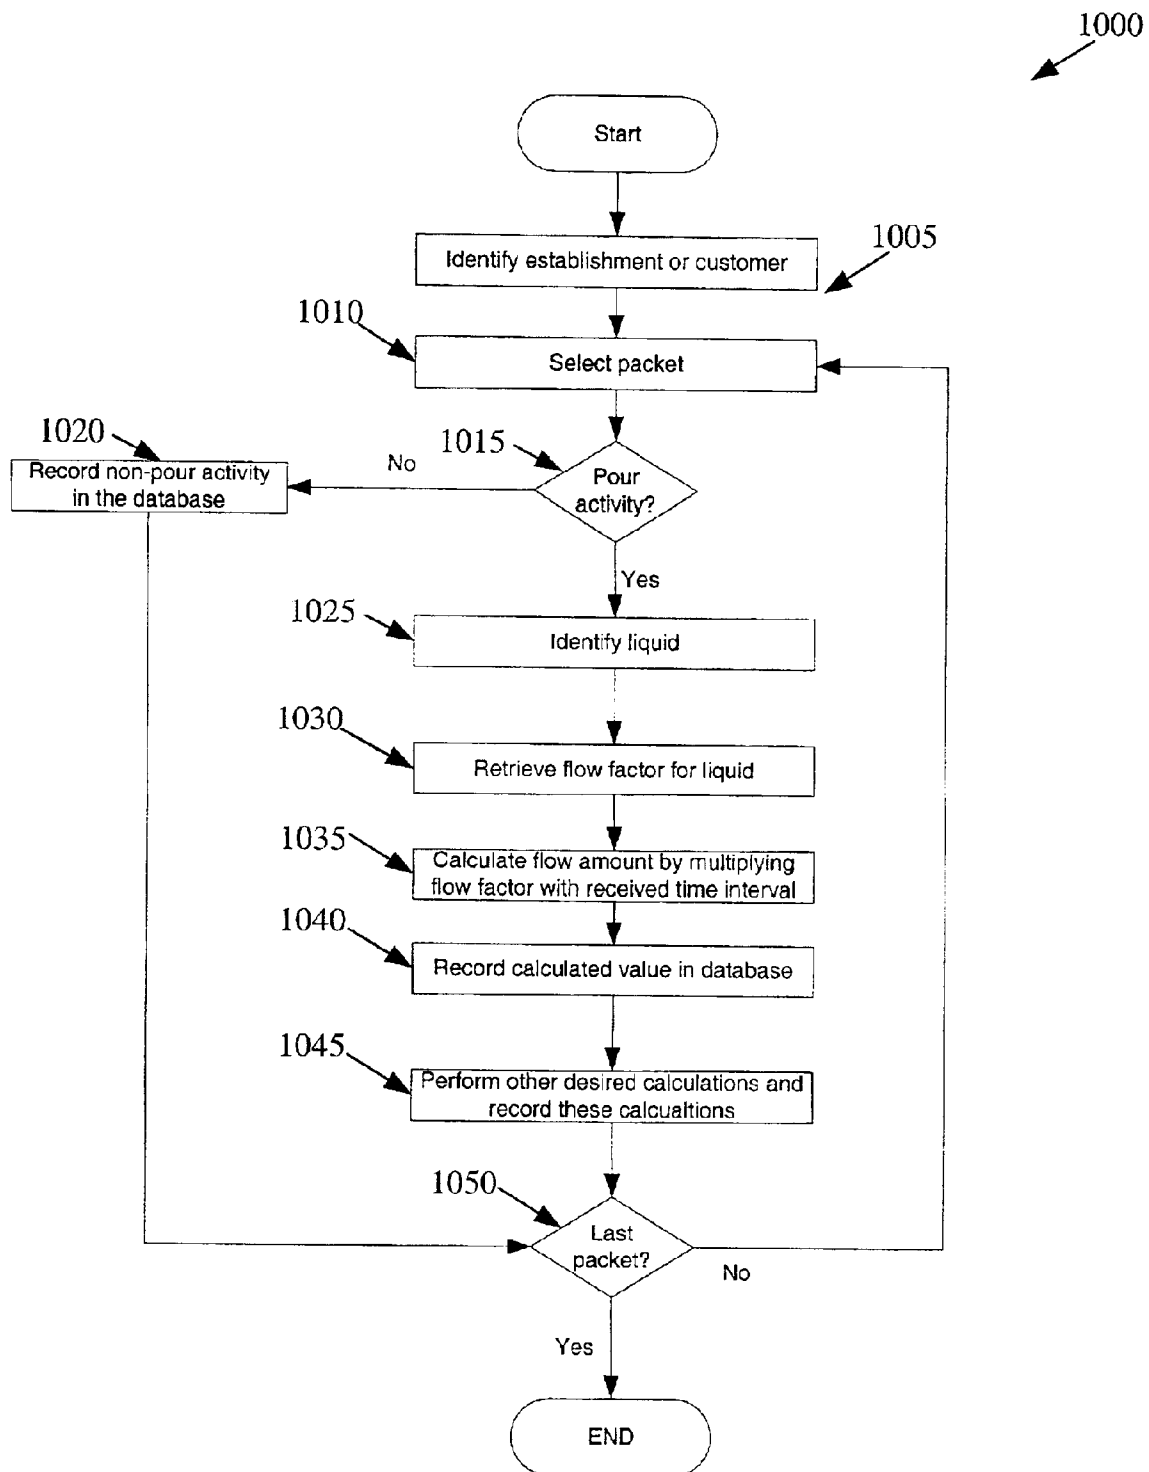 1000
Start
1005
Identify establishment or customer
1010
Select packet
1020
1015
Record non-pour activity
in the database
No
Pour
activity?
Yes
1025
Identify liquid
1030
Retrieve flow factor for liquid
1035
Calculate flow amount by multiplying
flow factor with received time interval
1040
Record calculated value in database
1045
Perform other desired calculations and
record these calcualtions
1050
Last
packet?
No
Yes
END